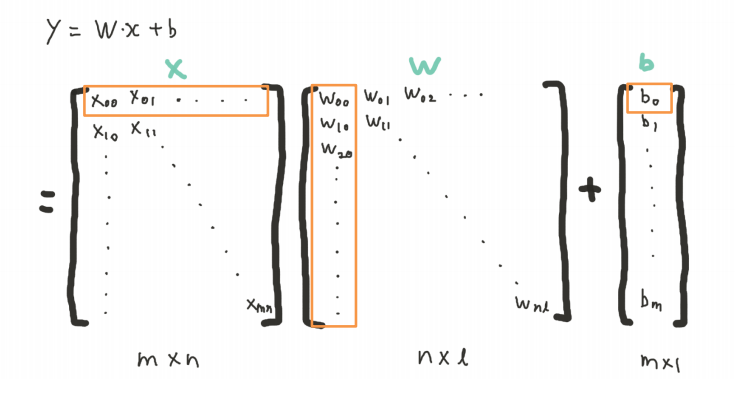 Y = W·x + b
X W b
x00 x01 · · · · w00 w01 w02 · · · b0
x10 x11 w10 w11 b1
w20
= +
xmn wnl bm
m x n n x l m x 1